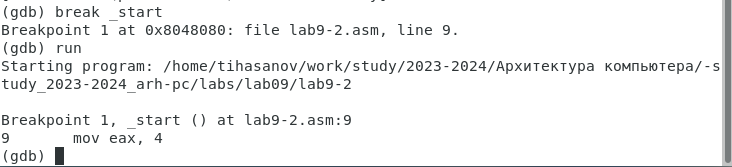 (gdb) break _start
Breakpoint 1 at 0x8048080: file lab9-2.asm, line 9.
(gdb) run
Starting program: /home/tihasanov/work/study/2023-2024/Архитектура компьютера/-s
tudy_2023-2024_arh-pc/labs/lab09/lab9-2

Breakpoint 1, _start () at lab9-2.asm:9
9       mov eax, 4
(gdb)